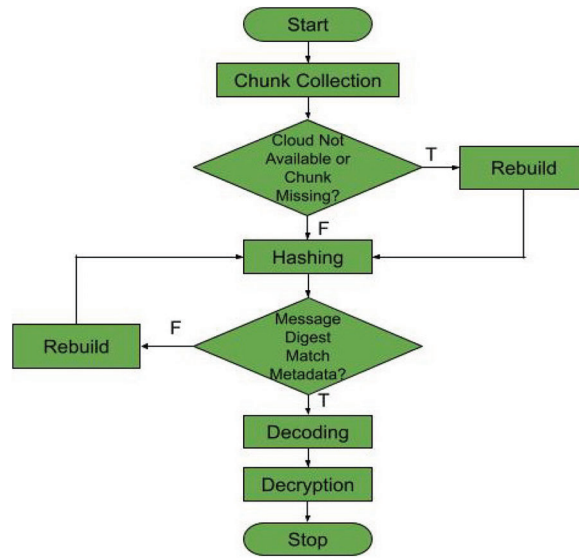 Start
Chunk Collection
Cloud Not
Available or
Chunk
Missing?
T
Rebuild
F
Hashing
Message
Digest
Match
Metadata?
F
Rebuild
T
Decoding
Decryption
Stop